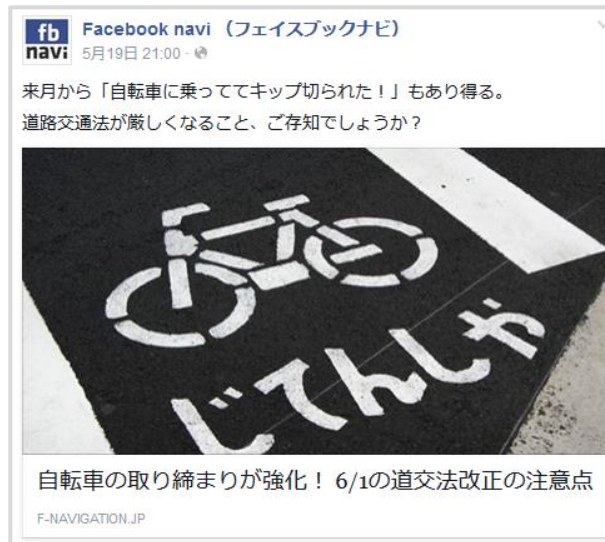 fb
navi
Facebook navi （フェイスブックナビ）
5月19日 21:00 ·
来月から「自転車に乗っててキップ切られた！」もあり得る。
道路交通法が厳しくなること、ご存知でしょうか？
じてんしゃ
自転車の取り締まりが強化！ 6/1の道交法改正の注意点
F-NAVIGATION.JP